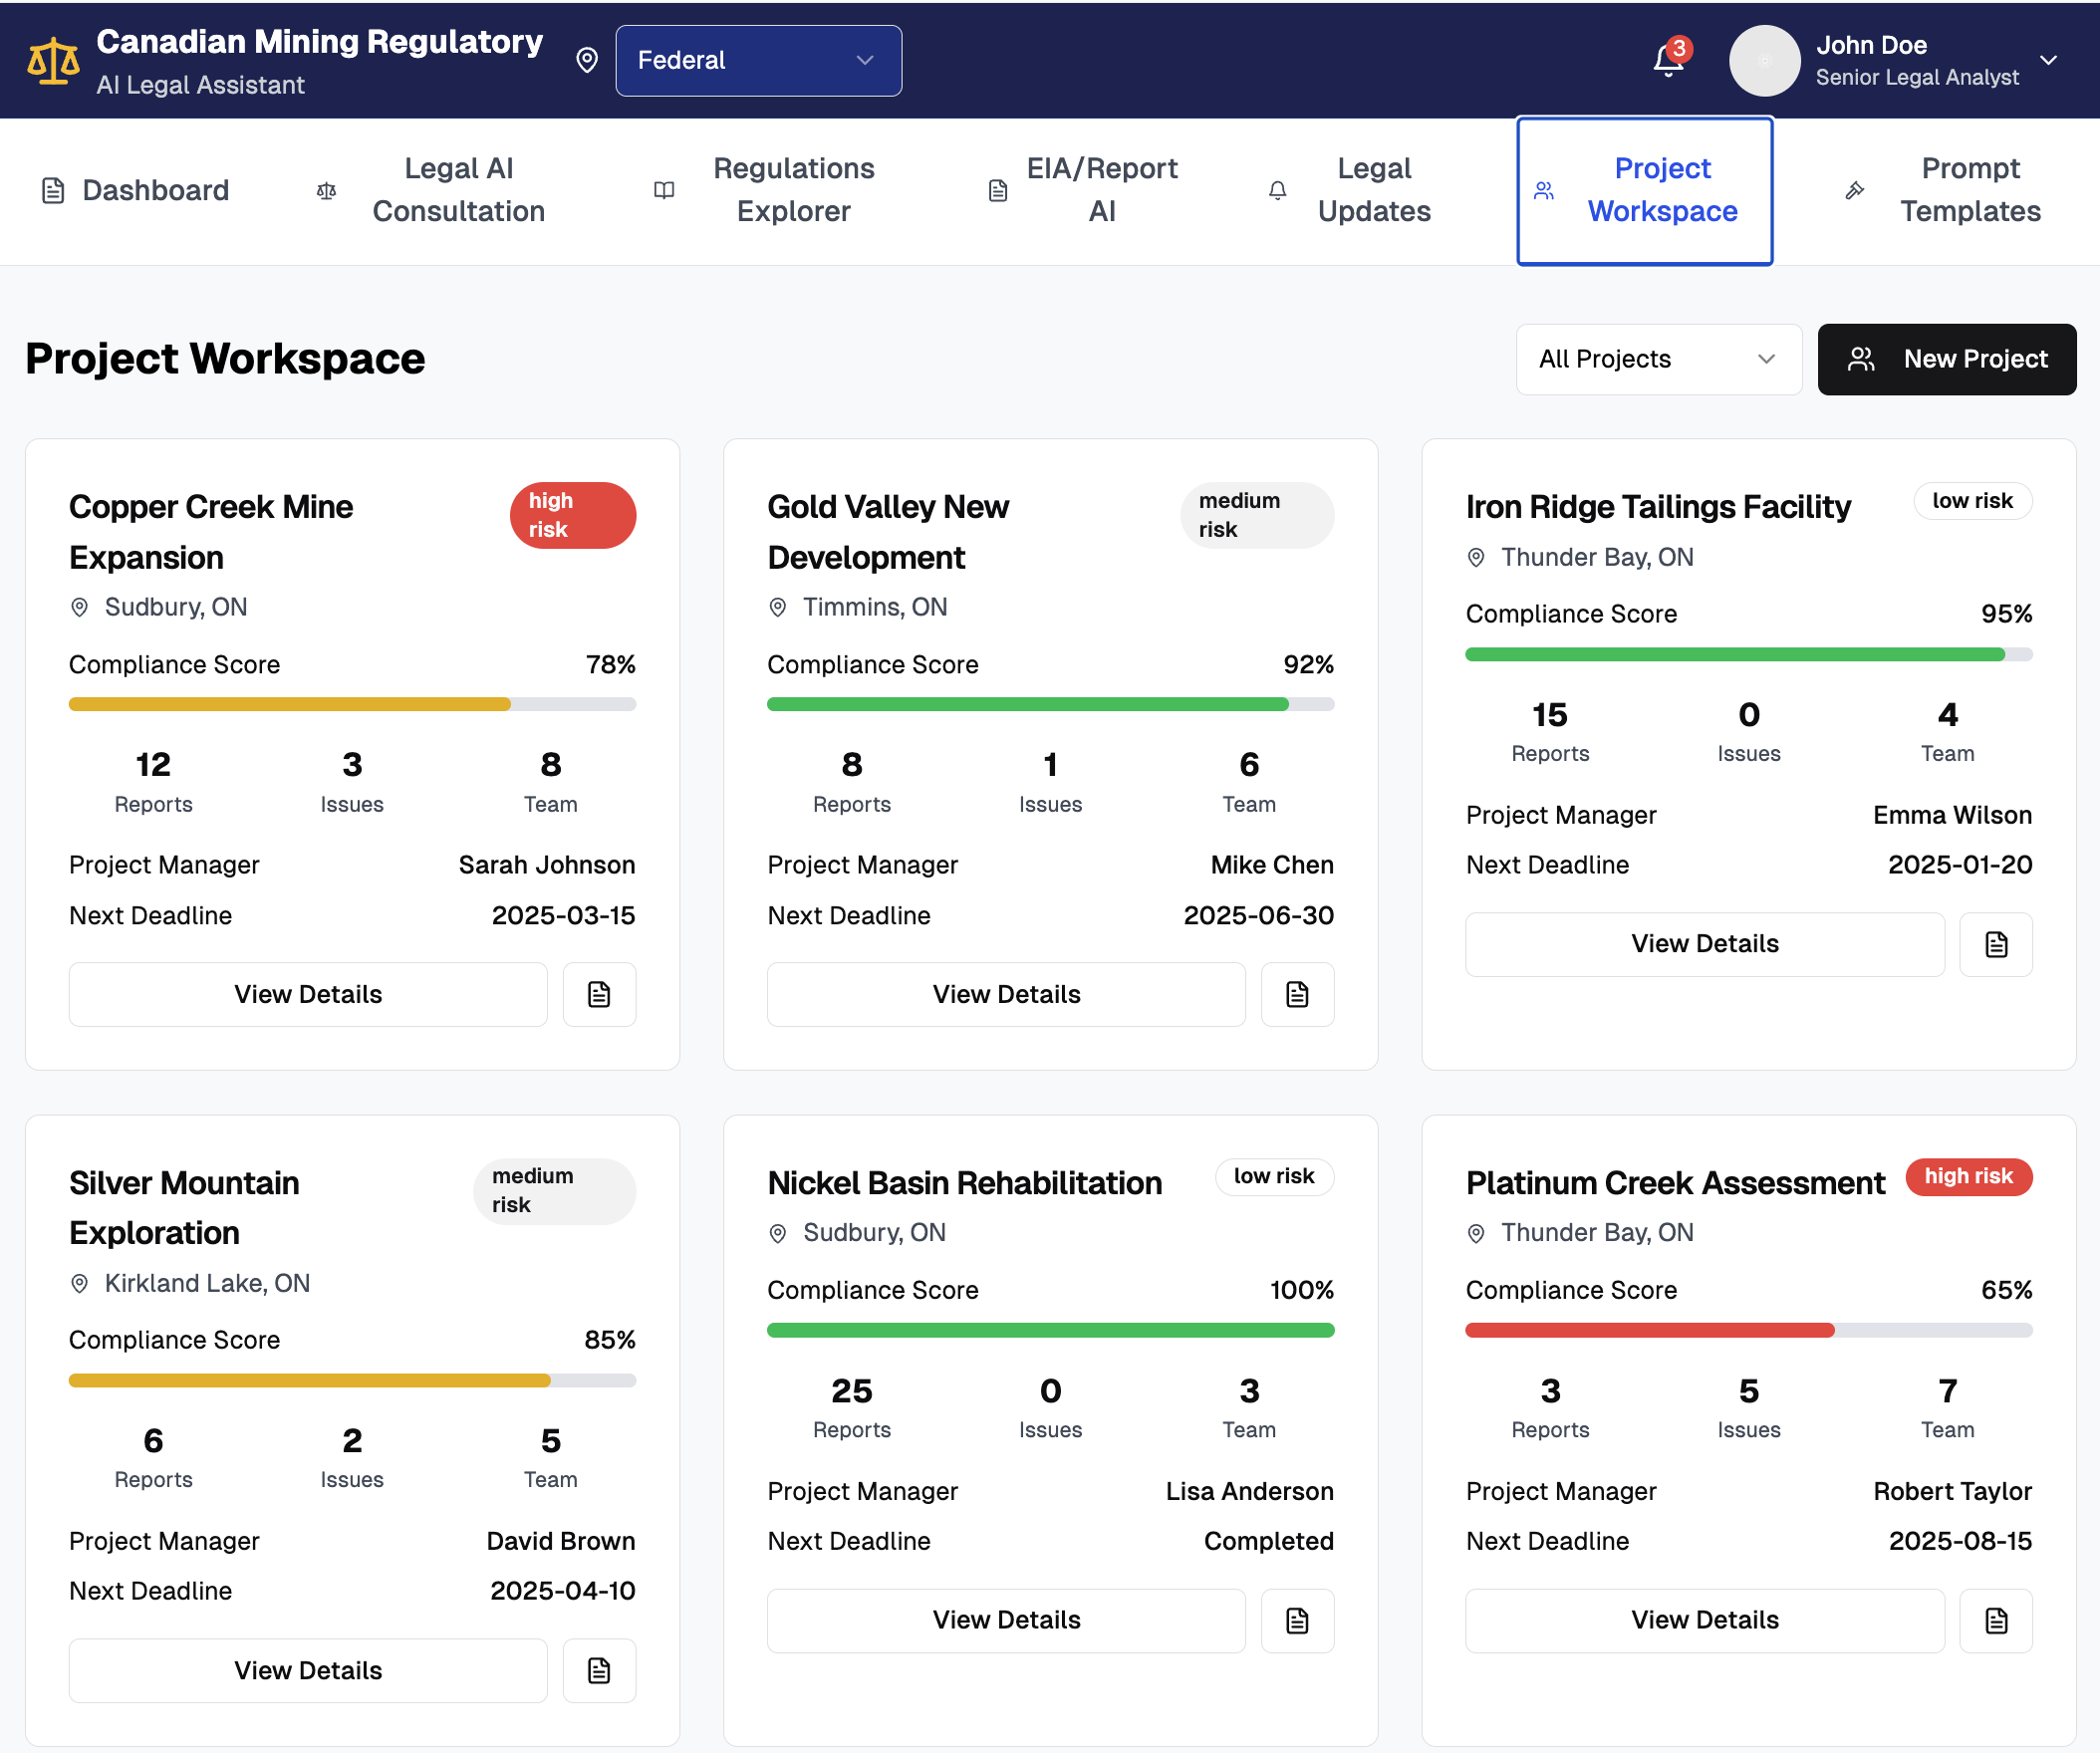 Canadian Mining Regulatory
AI Legal Assistant
Federal
3
John Doe
Senior Legal Analyst
Dashboard
Legal AI
Consultation
Regulations
Explorer
EIA/Report
AI
Legal
Updates
Project
Workspace
Prompt
Templates
Project Workspace
All Projects
New Project
Copper Creek Mine
Expansion
high
risk
Sudbury, ON
Compliance Score 78%
12 3 8
Reports Issues Team
Project Manager Sarah Johnson
Next Deadline 2025-03-15
View Details
Gold Valley New
Development
medium
risk
Timmins, ON
Compliance Score 92%
8 1 6
Reports Issues Team
Project Manager Mike Chen
Next Deadline 2025-06-30
View Details
Iron Ridge Tailings Facility
low risk
Thunder Bay, ON
Compliance Score 95%
15 0 4
Reports Issues Team
Project Manager Emma Wilson
Next Deadline 2025-01-20
View Details
Silver Mountain
Exploration
medium
risk
Kirkland Lake, ON
Compliance Score 85%
6 2 5
Reports Issues Team
Project Manager David Brown
Next Deadline 2025-04-10
View Details
Nickel Basin Rehabilitation
low risk
Sudbury, ON
Compliance Score 100%
25 0 3
Reports Issues Team
Project Manager Lisa Anderson
Next Deadline Completed
View Details
Platinum Creek Assessment
high risk
Thunder Bay, ON
Compliance Score 65%
3 5 7
Reports Issues Team
Project Manager Robert Taylor
Next Deadline 2025-08-15
View Details